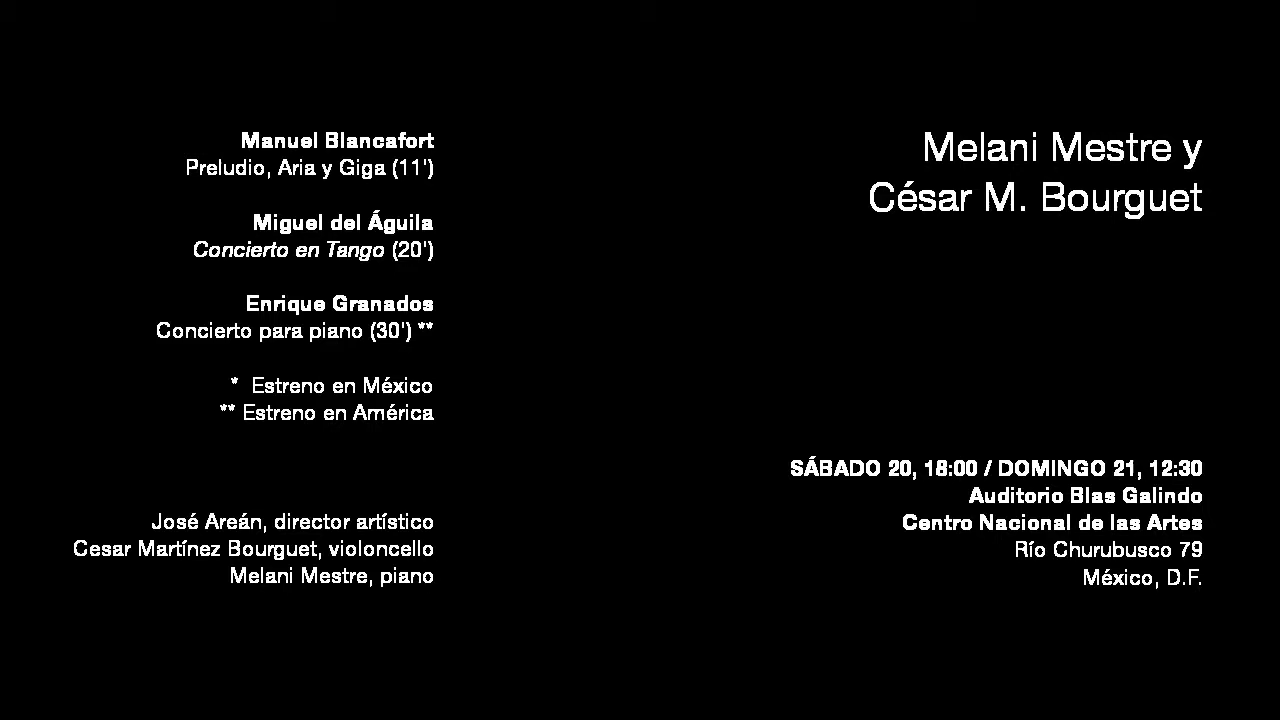 Manuel Blancafort
Preludio, Aria y Giga (11')
Miguel del Águila
Concierto en Tango (20')
Enrique Granados
Concierto para piano (30') **
* Estreno en México
** Estreno en América
José Areán, director artístico
Cesar Martínez Bourguet, violoncello
Melani Mestre, piano
Melani Mestre y
César M. Bourguet
SÁBADO 20, 18:00 / DOMINGO 21, 12:30
Auditorio Blas Galindo
Centro Nacional de las Artes
Río Churubusco 79
México, D.F.